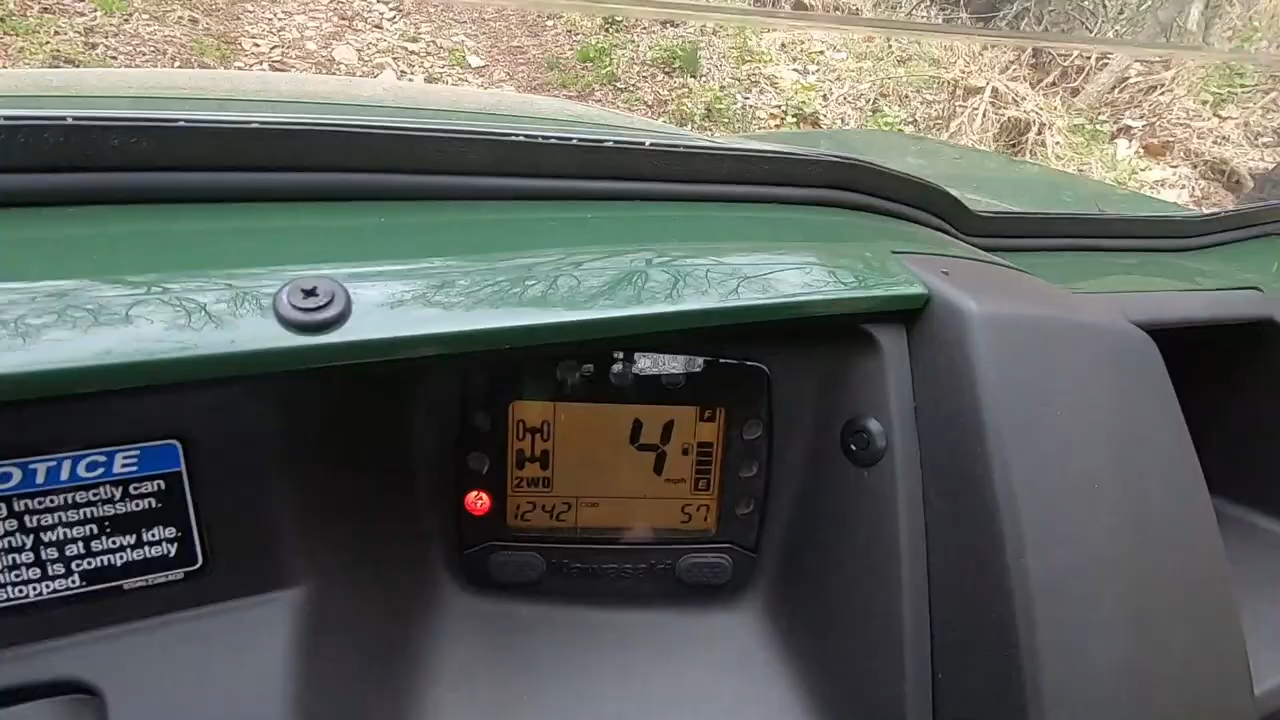 OTICE
g incorrectly can
ge transmission.
only when :
gine is at slow idle.
hicle is completely
stopped.
F
4
mph
E
2WD
1242
57
Kawasaki